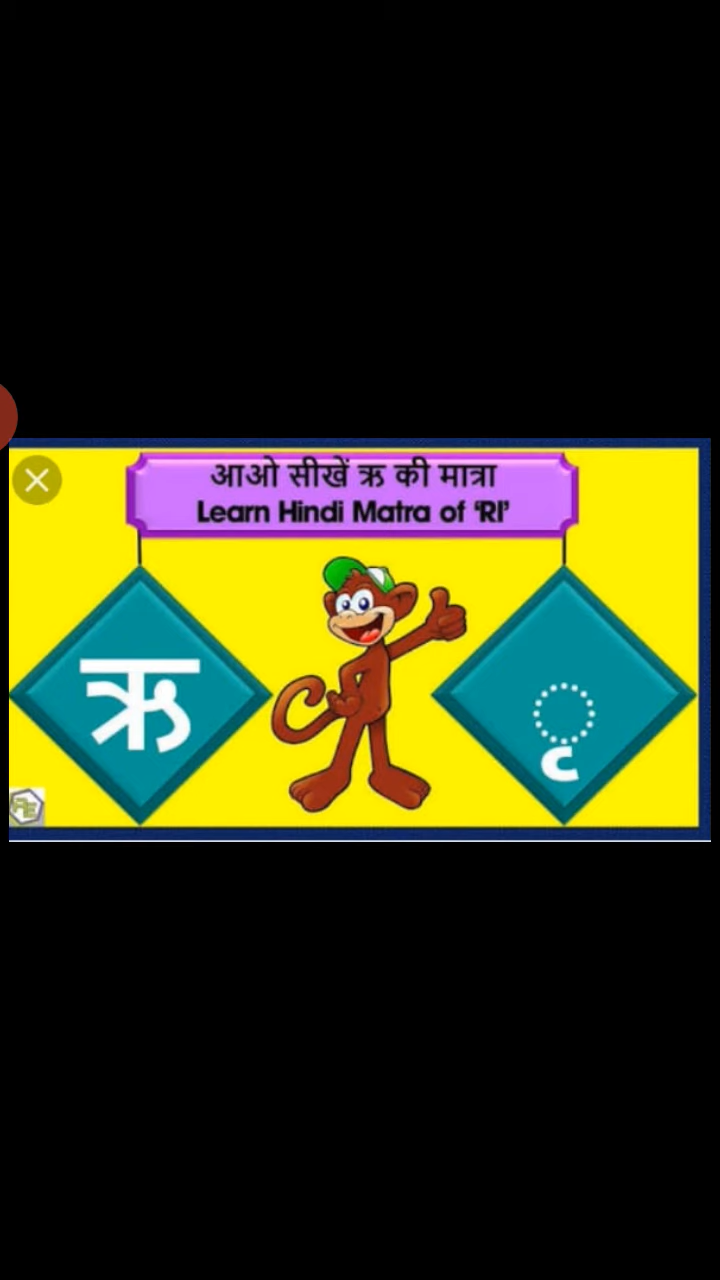 आओ सीखें ऋ की मात्रा
Learn Hindi Matra of ‘RI’
ऋ
ृ